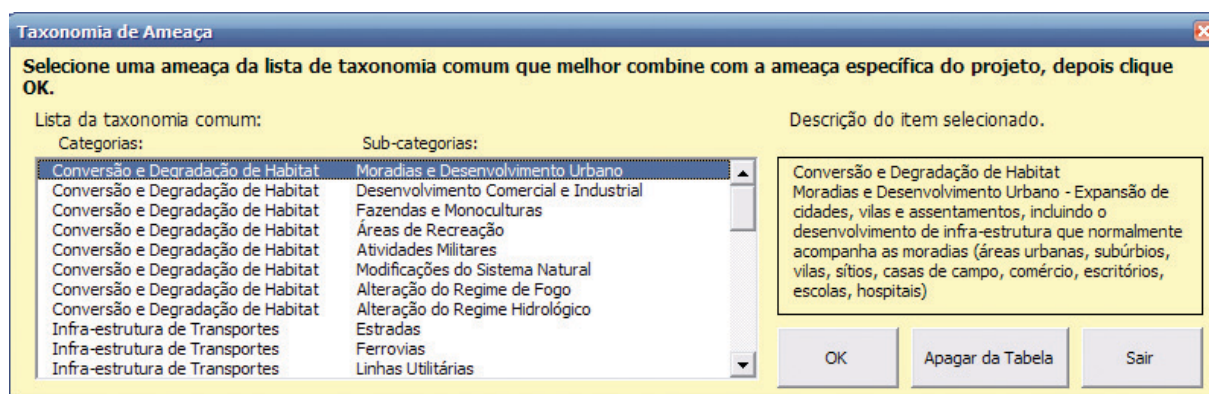 Taxonomia de Ameaça
Selecione uma ameaça da lista de taxonomia comum que melhor combine com a ameaça específica do projeto, depois clique
OK.
Lista da taxonomia comum:
Categorias: Sub-categorias:
Conversão e Degradação de Habitat Moradias e Desenvolvimento Urbano
Conversão e Degradação de Habitat Desenvolvimento Comercial e Industrial
Conversão e Degradação de Habitat Fazendas e Monoculturas
Conversão e Degradação de Habitat Áreas de Recreação
Conversão e Degradação de Habitat Atividades Militares
Conversão e Degradação de Habitat Modificações do Sistema Natural
Conversão e Degradação de Habitat Alteração do Regime de Fogo
Conversão e Degradação de Habitat Alteração do Regime Hidrológico
Infra-estrutura de Transportes Estradas
Infra-estrutura de Transportes Ferrovias
Infra-estrutura de Transportes Linhas Utilitárias
Descrição do item selecionado.
Conversão e Degradação de Habitat
Moradias e Desenvolvimento Urbano - Expansão de
cidades, vilas e assentamentos, incluindo o
desenvolvimento de infra-estrutura que normalmente
acompanha as moradias (áreas urbanas, subúrbios,
vilas, sítios, casas de campo, comércio, escritórios,
escolas, hospitais)
OK Apagar da Tabela Sair